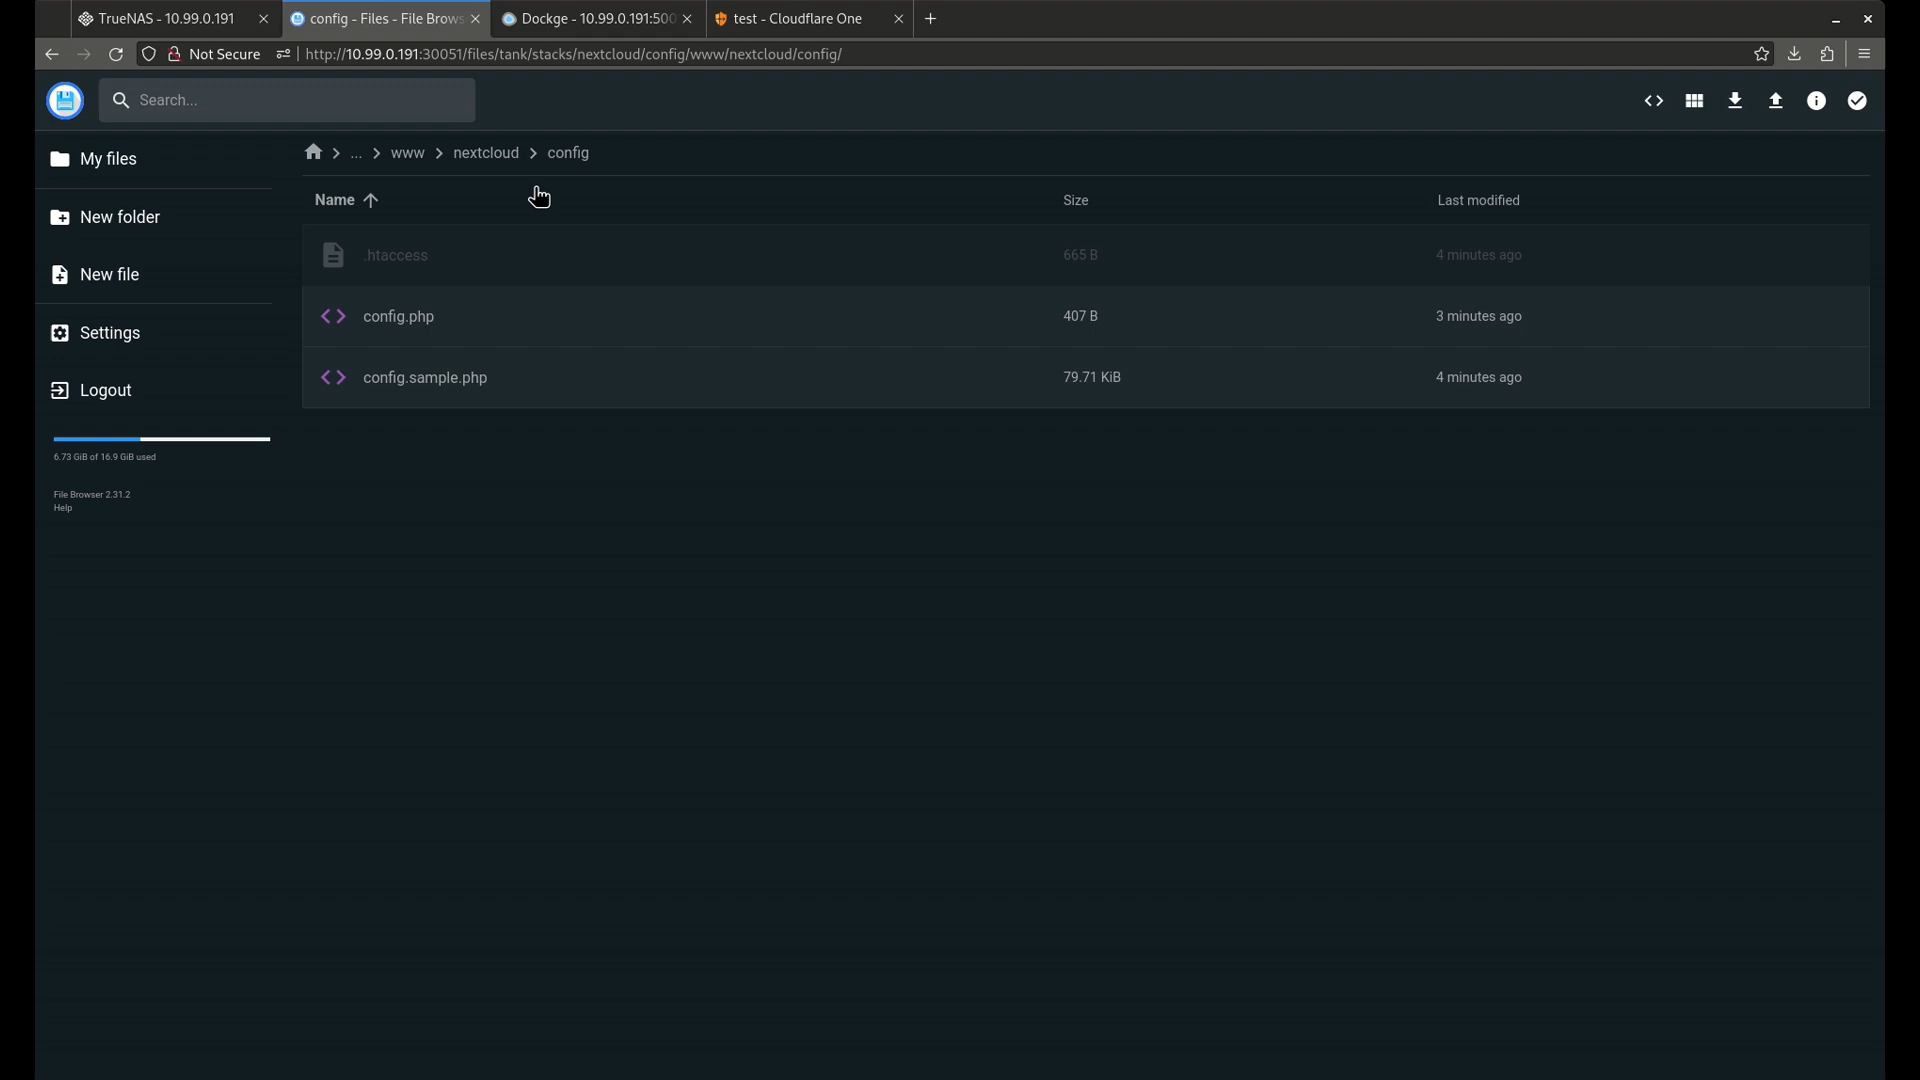 TrueNAS - 10.99.0.191
config - Files - File Brows
Dockge - 10.99.0.191:500
test - Cloudflare One
Not Secure
http://10.99.0.191:30051/files/tank/stacks/nextcloud/config/www/nextcloud/config/
Search...
My files
New folder
New file
Settings
Logout
6.73 GiB of 16.9 GiB used
File Browser 2.31.2
Help
... > www > nextcloud > config
Name Size Last modified
.htaccess 665 B 4 minutes ago
config.php 407 B 3 minutes ago
config.sample.php 79.71 KiB 4 minutes ago